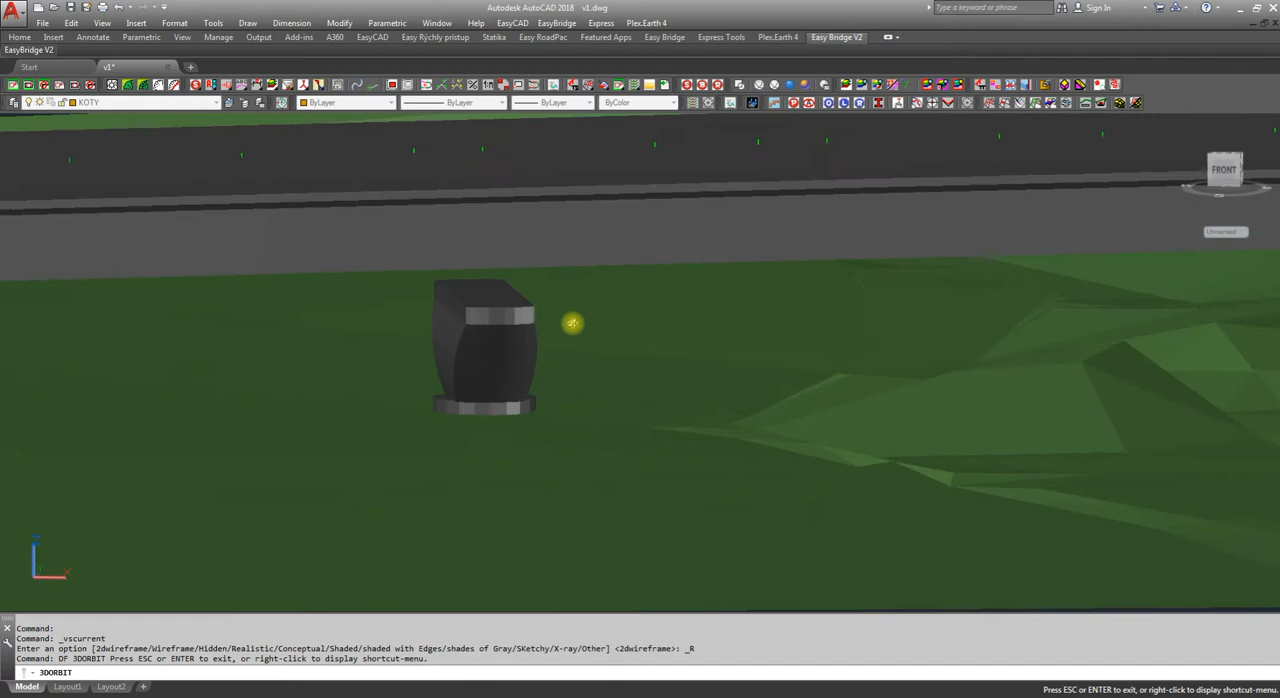 Autodesk AutoCAD 2018 v1.dwg
Type a keyword or phrase
Sign In
File Edit View Insert Format Tools Draw Dimension Modify Parametric Window Help EasyCAD EasyBridge Express Plex.Earth 4
Home Insert Annotate Parametric View Manage Output Add-ins A360 EasyCAD Easy Rýchly prístup Statika Easy RoadPac Featured Apps Easy Bridge Express Tools Plex.Earth 4 Easy Bridge V2
EasyBridge V2
Start v1*
KOTY ByLayer ByLayer ByLayer ByColor
FRONT
Unnamed
Z
X
Command:
Command: _vscurrent
Enter an option [2dwireframe/Wireframe/Hidden/Realistic/Conceptual/Shaded/shaded with Edges/shades of Gray/SKetchy/X-ray/Other] <2dwireframe>: _R
Command: DF 3DORBIT Press ESC or ENTER to exit, or right-click to display shortcut-menu.
3DORBIT
Model Layout1 Layout2 +
Press ESC or ENTER to exit, or right-click to display shortcut-menu.